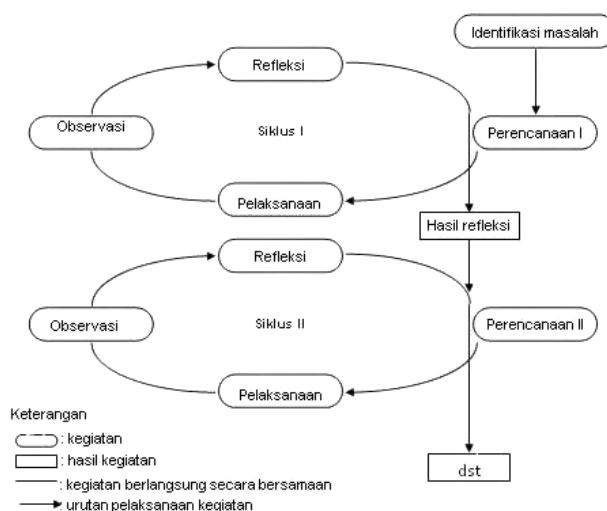 Identifikasi masalah
Refleksi
Observasi
Siklus I
Perencanaan I
Pelaksanaan
Hasil refleksi
Refleksi
Observasi
Siklus II
Perencanaan II
Pelaksanaan
Keterangan
: kegiatan
: hasil kegiatan
: kegiatan berlangsung secara bersamaan
: urutan pelaksanaan kegiatan
dst